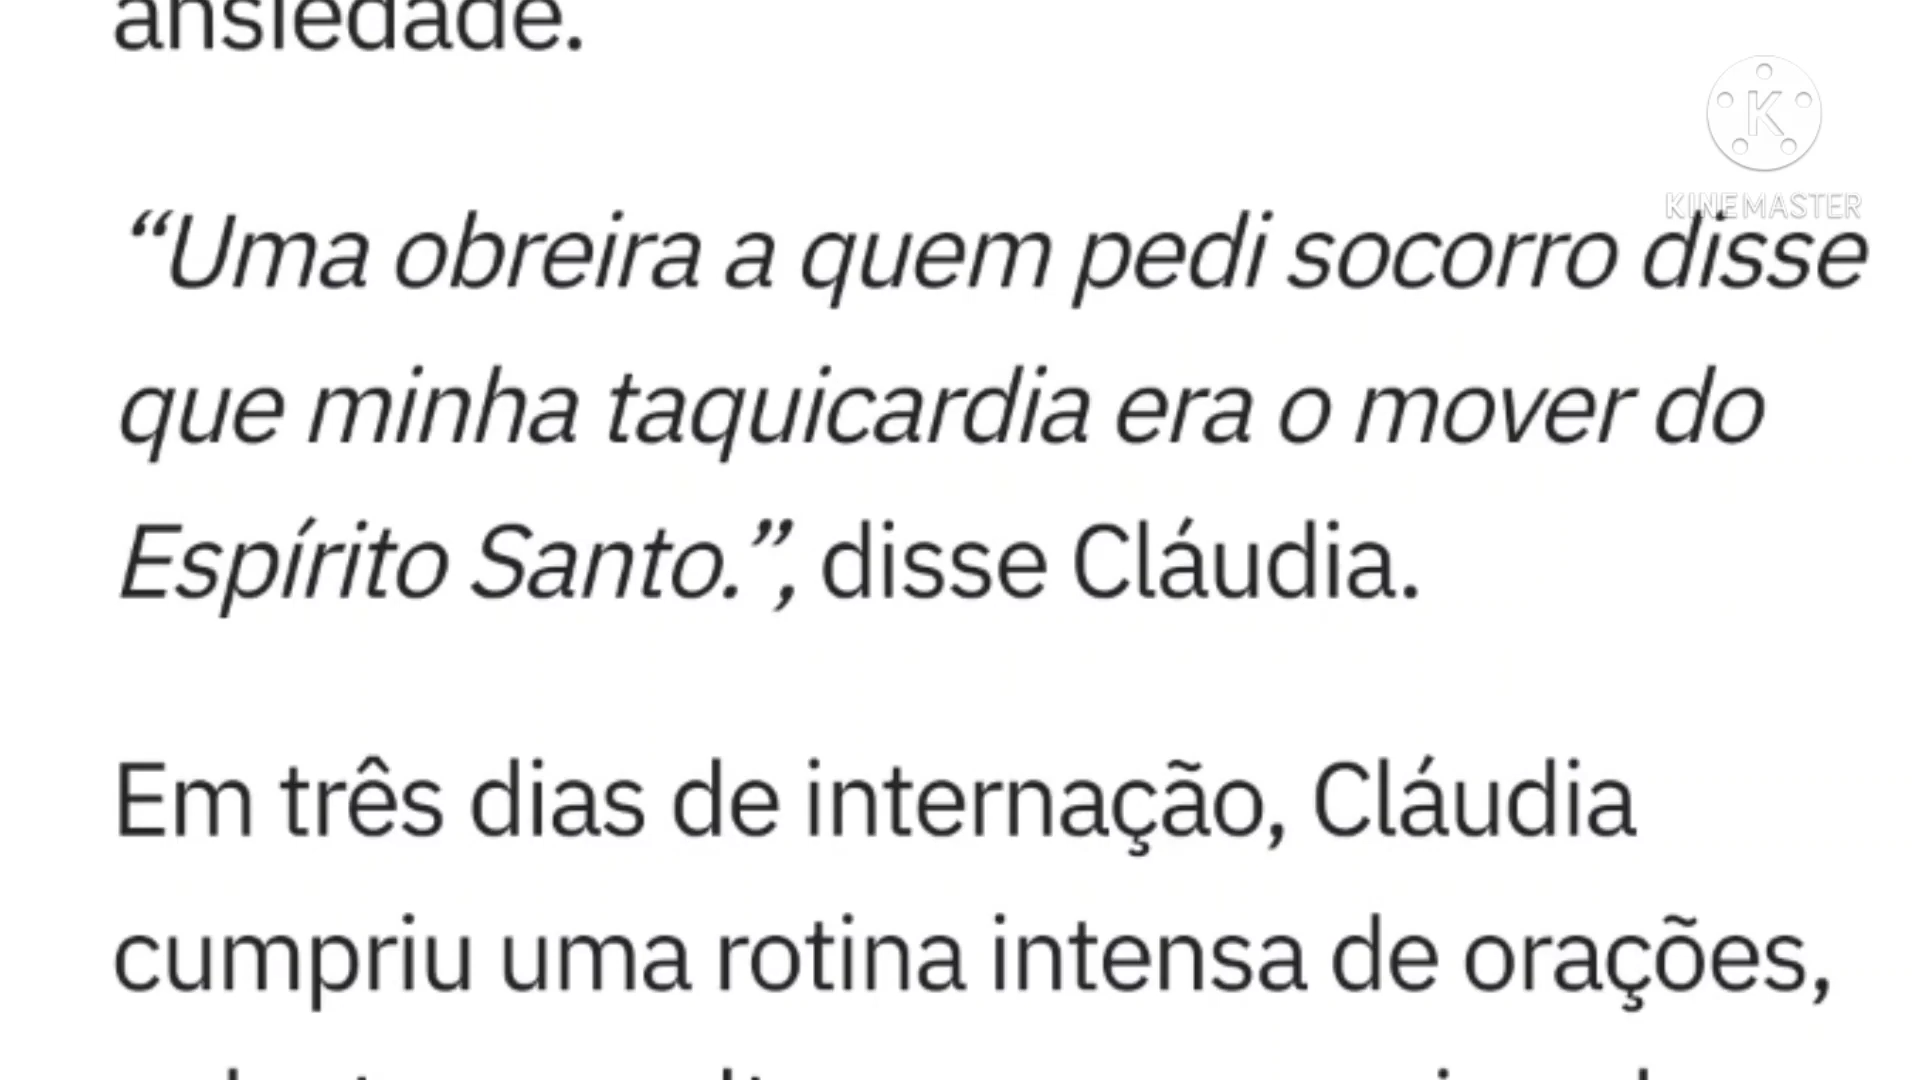 ansiedade.
K
KINEMASTER
“Uma obreira a quem pedi socorro disse
que minha taquicardia era o mover do
Espírito Santo.”, disse Cláudia.
Em três dias de internação, Cláudia
cumpriu uma rotina intensa de orações,